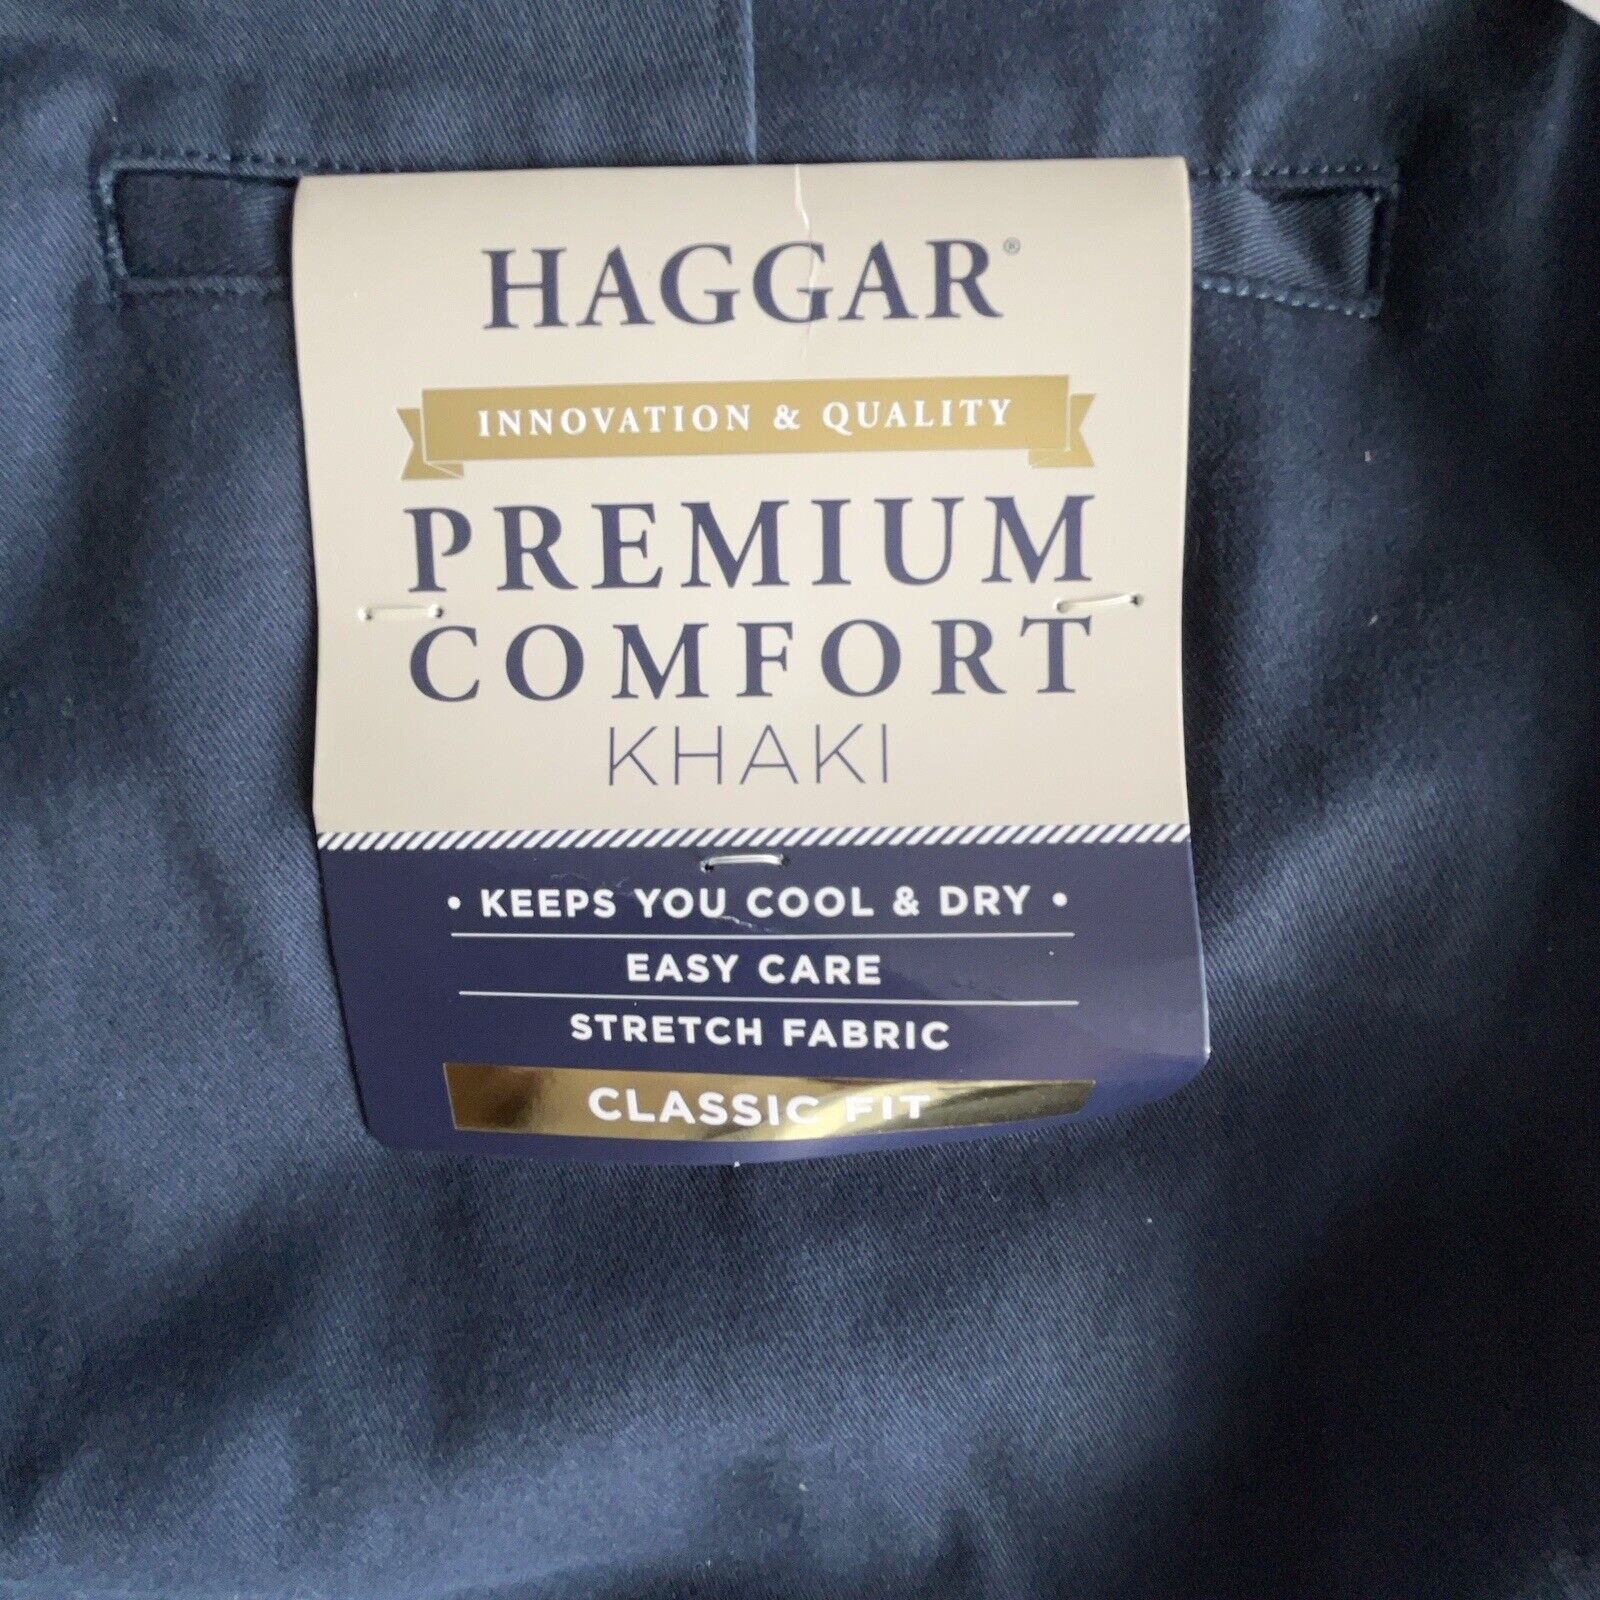 HAGGAR®
INNOVATION & QUALITY
PREMIUM
COMFORT
KHAKI
• KEEPS YOU COOL & DRY •
EASY CARE
STRETCH FABRIC
CLASSIC FIT